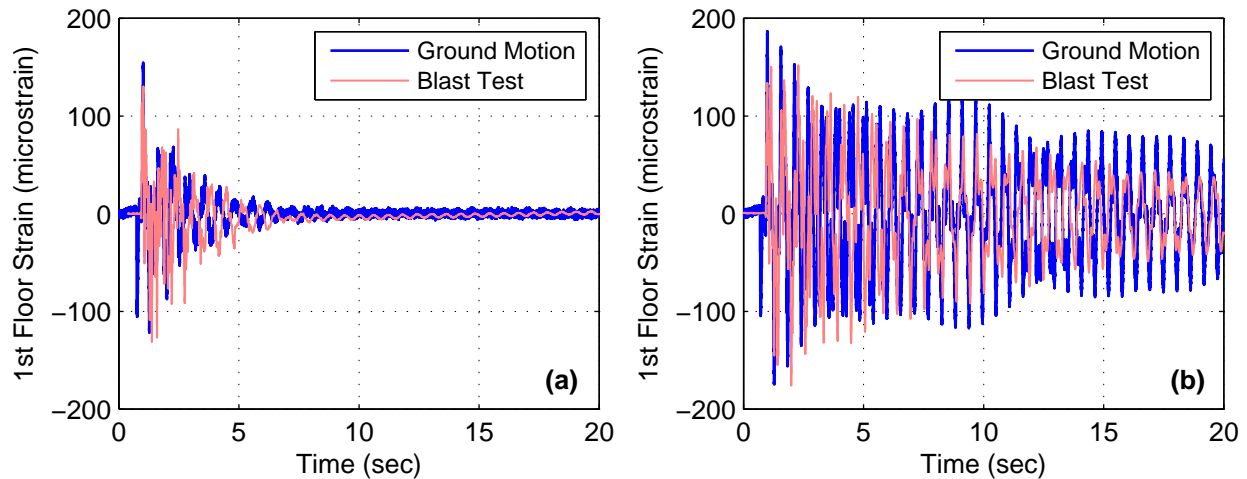 200
100
0
−100
−200
1st Floor Strain (microstrain)
Ground Motion
Blast Test
(a)
0 5 10 15 20
Time (sec)
200
100
0
−100
−200
1st Floor Strain (microstrain)
Ground Motion
Blast Test
(b)
0 5 10 15 20
Time (sec)